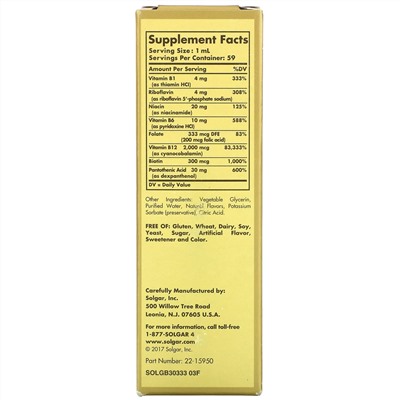 Supplement Facts
Serving Size : 1 mL
Servings Per Container: 59
Amount Per Serving %DV
Vitamin B1 4 mg 333%
(as thiamin HCl)
Riboflavin 4 mg 308%
(as riboflavin 5'-phosphate sodium)
Niacin 20 mg 125%
(as niacinamide)
Vitamin B6 10 mg 588%
(as pyridoxine HCl)
Folate 333 mcg DFE 83%
(200 mcg folic acid)
Vitamin B12 2,000 mcg 83,333%
(as cyanocobalamin)
Biotin 300 mcg 1,000%
Pantothenic Acid 30 mg 600%
(as dexpanthenol)
DV = Daily Value
Other Ingredients: Vegetable Glycerin,
Purified Water, Natural Flavors, Potassium
Sorbate (preservative), Citric Acid.
FREE OF: Gluten, Wheat, Dairy, Soy,
Yeast, Sugar, Artificial Flavor,
Sweetener and Color.
Carefully Manufactured by:
Solgar, Inc.
500 Willow Tree Road
Leonia, N.J. 07605 U.S.A.
For more information, call toll-free
1-877-SOLGAR 4
www.solgar.com
© 2017 Solgar, Inc.
Part Number: 22-15950
SOLGB30333 03F